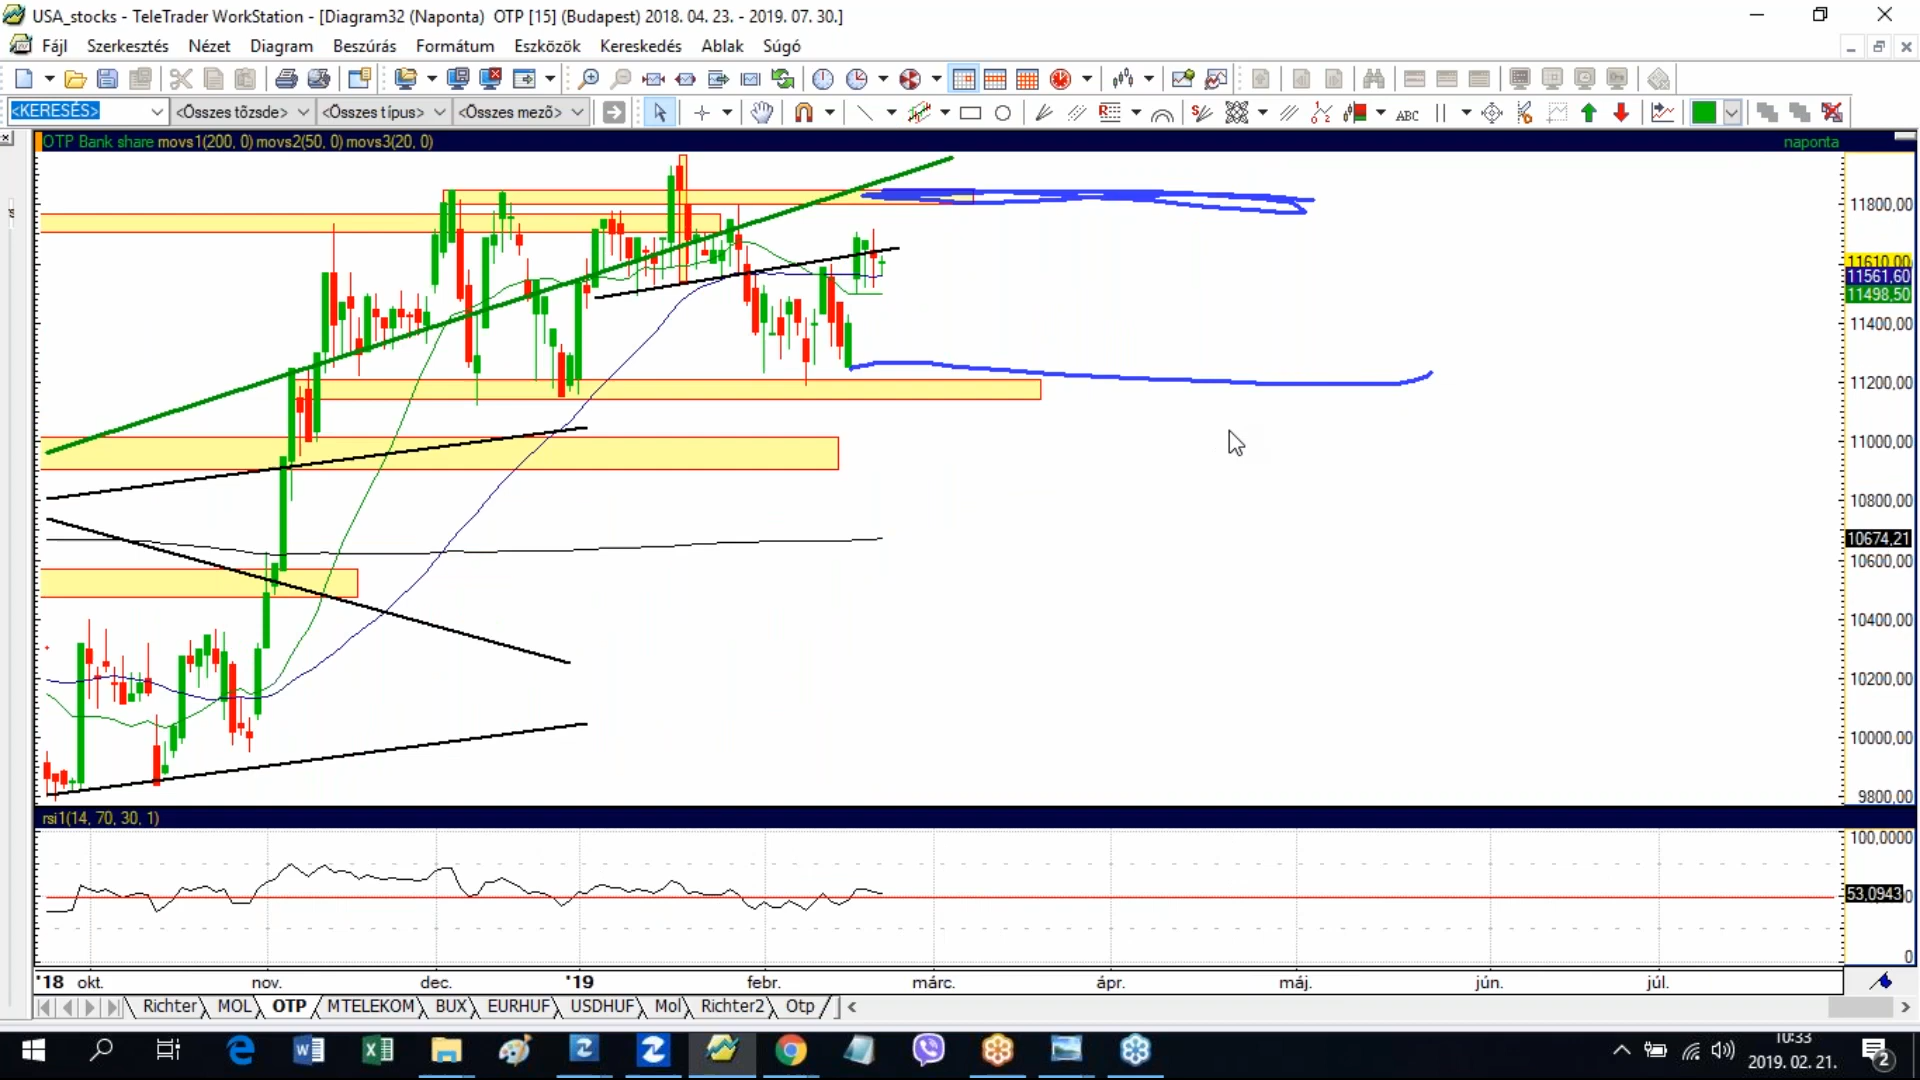 USA_stocks - TeleTrader WorkStation - [Diagram32 (Naponta) OTP [15] (Budapest) 2018. 04. 23. - 2019. 07. 30.]
Fájl Szerkesztés Nézet Diagram Beszúrás Formátum Eszközök Kereskedés Ablak Súgó
<KERESÉS> <Összes tőzsde> <Összes típus> <Összes mező> ABC
OTP Bank share movs1(200, 0) movs2(50, 0) movs3(20, 0) naponta
11800,00
11610,00
11561,60
11498,50
11400,00
11200,00
11000,00
10800,00
10674,21
10600,00
10400,00
10200,00
10000,00
9800,00
rsi1(14, 70, 30, 1)
100,0000
53,0943
0
'18 okt. nov. dec. '19 febr. márc. ápr. máj. jún. júl.
Richter MOL OTP MTELEKOM BUX EURHUF USDHUF Mol Richter2 Otp
10:33
2019. 02. 21.
2